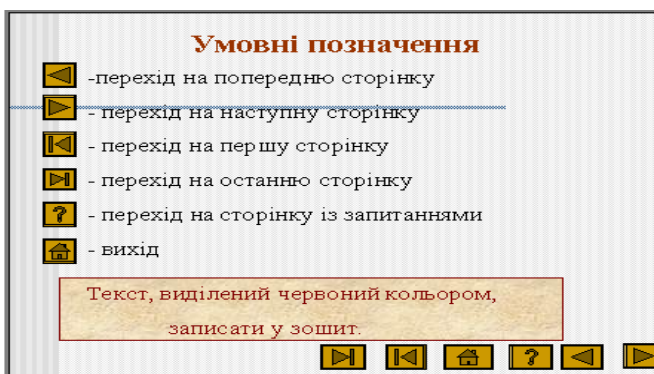 Умовні позначення
-перехід на попередню сторінку
- перехід на наступну сторінку
- перехід на першу сторінку
- перехід на останню сторінку
? - перехід на сторінку із запитаннями
- вихід
Текст, виділений червоний кольором,
записати у зошит.
?